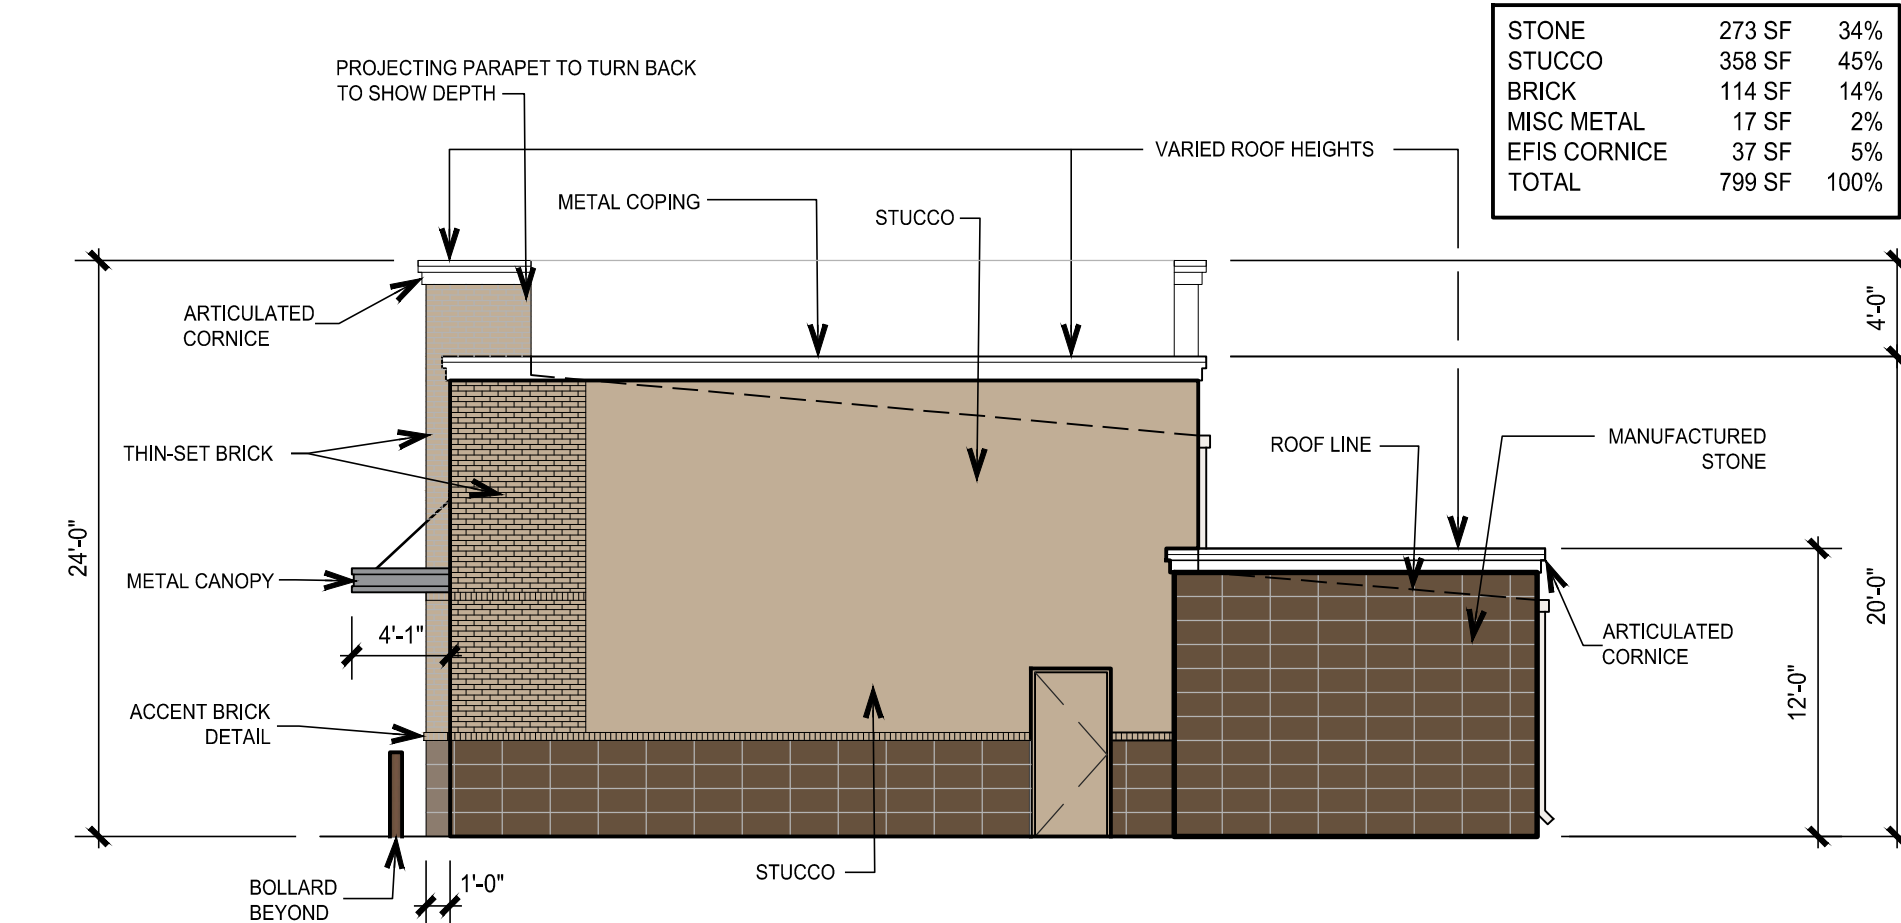 STONE 273 SF 34%
STUCCO 358 SF 45%
BRICK 114 SF 14%
MISC METAL 17 SF 2%
EFIS CORNICE 37 SF 5%
TOTAL 799 SF 100%
PROJECTING PARAPET TO TURN BACK
TO SHOW DEPTH
VARIED ROOF HEIGHTS
METAL COPING
STUCCO
ARTICULATED
CORNICE
4'-0"
THIN-SET BRICK
ROOF LINE
MANUFACTURED
STONE
24'-0"
METAL CANOPY
20'-0"
4'-1"
ARTICULATED
CORNICE
12'-0"
ACCENT BRICK
DETAIL
STUCCO
1'-0"
BOLLARD
BEYOND